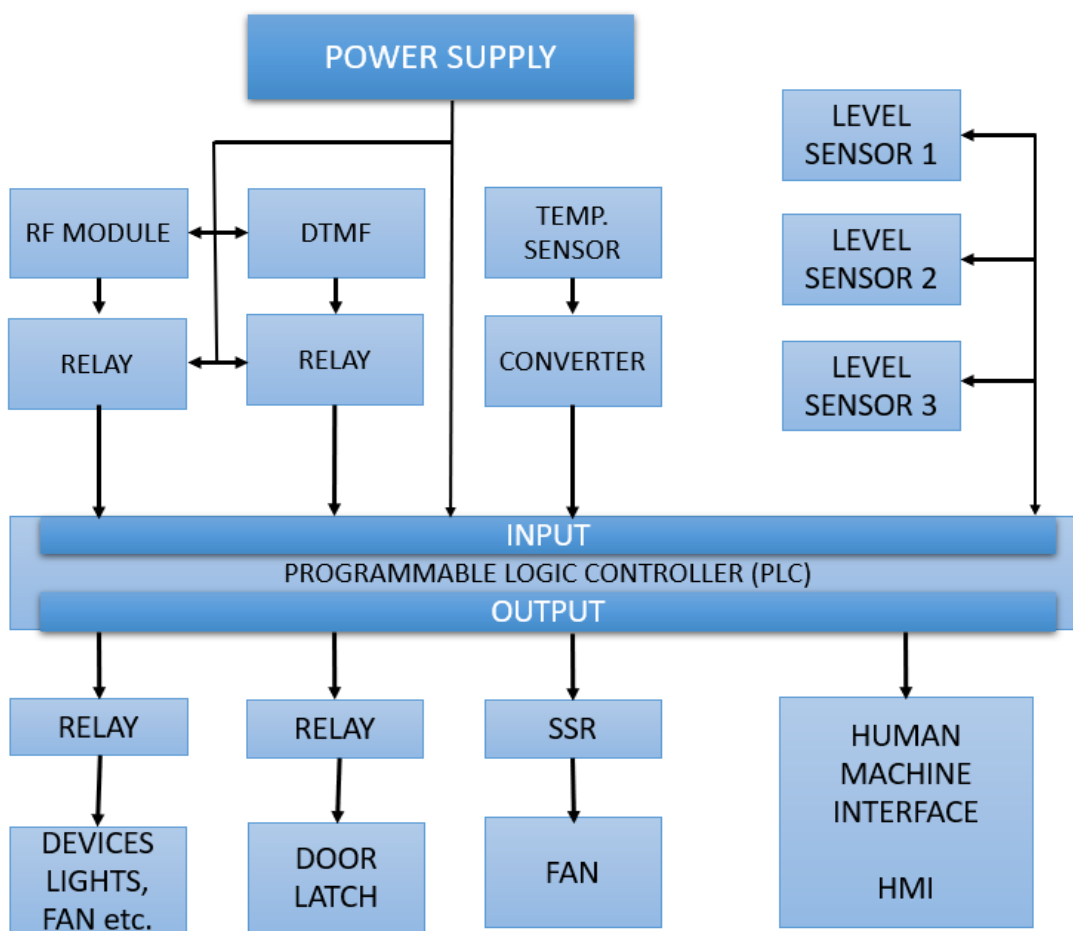 POWER SUPPLY
LEVEL
SENSOR 1
RF MODULE
DTMF
TEMP.
SENSOR
LEVEL
SENSOR 2
RELAY
RELAY
CONVERTER
LEVEL
SENSOR 3
INPUT
PROGRAMMABLE LOGIC CONTROLLER (PLC)
OUTPUT
RELAY
RELAY
SSR
HUMAN
MACHINE
INTERFACE
HMI
DEVICES
LIGHTS,
FAN etc.
DOOR
LATCH
FAN